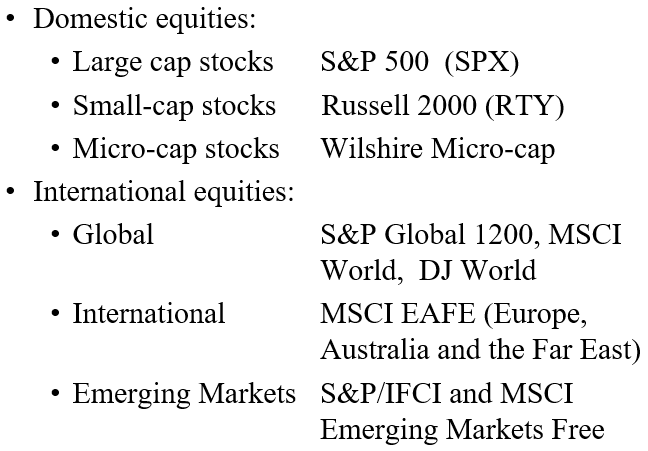 • Domestic equities:
• Large cap stocks S&P 500 (SPX)
• Small-cap stocks Russell 2000 (RTY)
• Micro-cap stocks Wilshire Micro-cap
• International equities:
• Global S&P Global 1200, MSCI
World, DJ World
• International MSCI EAFE (Europe,
Australia and the Far East)
• Emerging Markets S&P/IFCI and MSCI
Emerging Markets Free